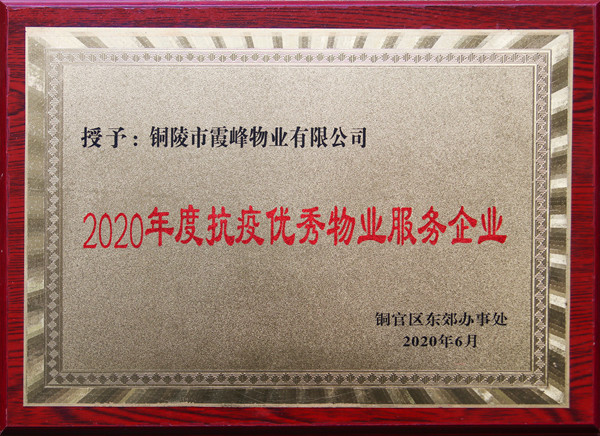 授予：铜陵市霞峰物业有限公司
2020年度抗疫优秀物业服务企业
铜官区东郊办事处
2020年6月